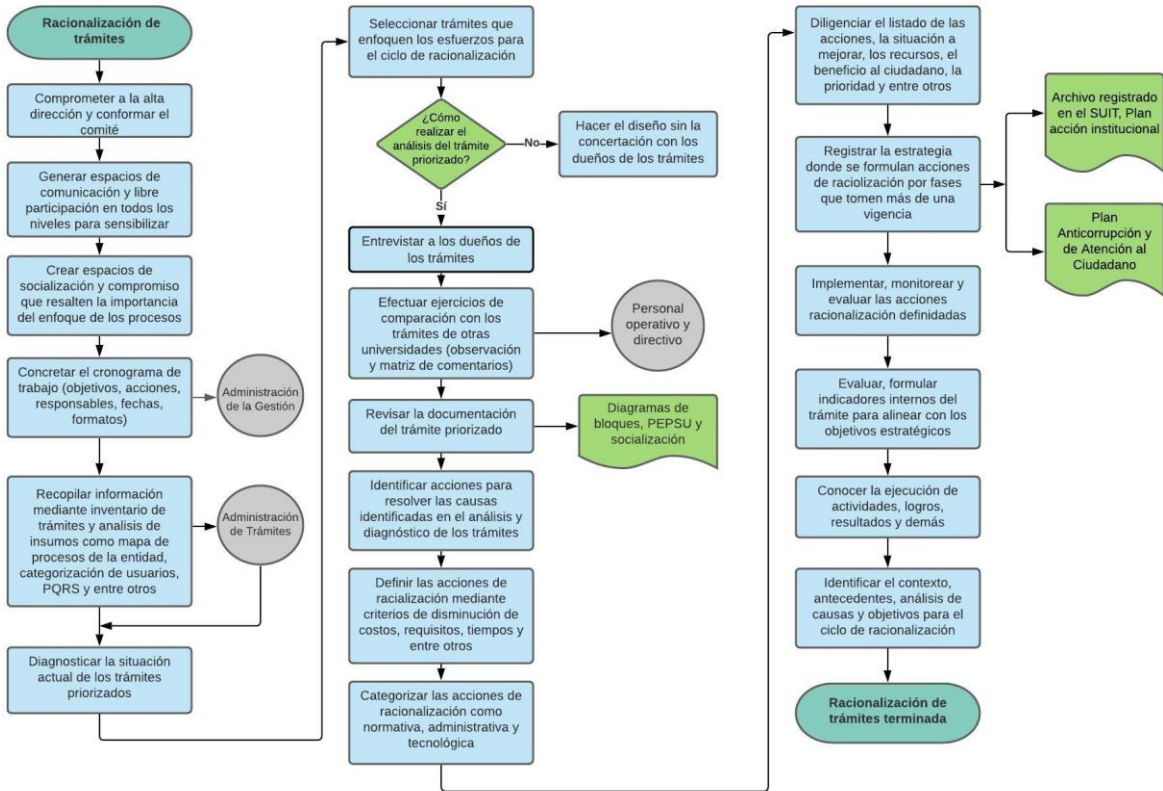 Racionalización de
trámites
Comprometer a la alta
dirección y conformar el
comité
Generar espacios de
comunicación y libre
participación en todos los
niveles para sensibilizar
Crear espacios de
socialización y compromiso
que resalten la importancia
del enfoque de los procesos
Concretar el cronograma de
trabajo (objetivos, acciones,
responsables, fechas,
formatos)
Administración
de la Gestión
Recopilar información
mediante inventario de
trámites y analisis de
insumos como mapa de
procesos de la entidad,
categorización de usuarios,
PQRS y entre otros
Administración
de Trámites
Diagnosticar la situación
actual de los trámites
priorizados
Seleccionar trámites que
enfoquen los esfuerzos para
el ciclo de racionalización
¿Cómo
realizar el
análisis del trámite
priorizado?
No
Hacer el diseño sin la
concertación con los
dueños de los trámites
Sí
Entrevistar a los dueños de
los trámites
Efectuar ejercicios de
comparación con los
trámites de otras
universidades (observación
y matriz de comentarios)
Personal
operativo y
directivo
Revisar la documentación
del trámite priorizado
Diagramas de
bloques, PEPSU y
socialización
Identificar acciones para
resolver las causas
identificadas en el análisis y
diagnóstico de los trámites
Definir las acciones de
racialización mediante
criterios de disminución de
costos, requisitos, tiempos y
entre otros
Categorizar las acciones de
racionalización como
normativa, administrativa y
tecnológica
Diligenciar el listado de las
acciones, la situación a
mejorar, los recursos, el
beneficio al ciudadano, la
prioridad y entre otros
Registrar la estrategia
donde se formulan acciones
de raciolización por fases
que tomen más de una
vigencia
Archivo registrado
en el SUIT, Plan
acción institucional
Plan
Anticorrupción y
de Atención al
Ciudadano
Implementar, monitorear y
evaluar las acciones
racionalización definidadas
Evaluar, formular
indicadores internos del
trámite para alinear con los
objetivos estratégicos
Conocer la ejecución de
actividades, logros,
resultados y demás
Identificar el contexto,
antecedentes, análisis de
causas y objetivos para el
ciclo de racionalización
Racionalización de
trámites terminada